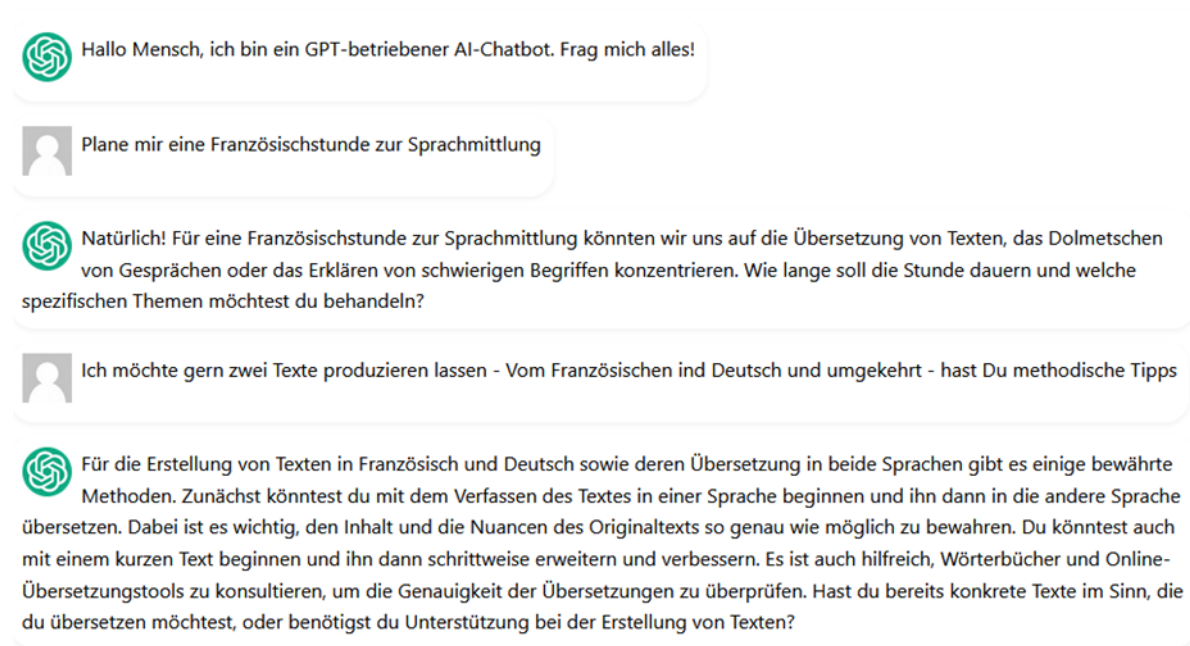 Hallo Mensch, ich bin ein GPT-betriebener AI-Chatbot. Frag mich alles!
Plane mir eine Französischstunde zur Sprachmittlung
Natürlich! Für eine Französischstunde zur Sprachmittlung könnten wir uns auf die Übersetzung von Texten, das Dolmetschen
von Gesprächen oder das Erklären von schwierigen Begriffen konzentrieren. Wie lange soll die Stunde dauern und welche
spezifischen Themen möchtest du behandeln?
Ich möchte gern zwei Texte produzieren lassen - Vom Französischen ind Deutsch und umgekehrt - hast Du methodische Tipps
Für die Erstellung von Texten in Französisch und Deutsch sowie deren Übersetzung in beide Sprachen gibt es einige bewährte
Methoden. Zunächst könntest du mit dem Verfassen des Textes in einer Sprache beginnen und ihn dann in die andere Sprache
übersetzen. Dabei ist es wichtig, den Inhalt und die Nuancen des Originaltexts so genau wie möglich zu bewahren. Du könntest auch
mit einem kurzen Text beginnen und ihn dann schrittweise erweitern und verbessern. Es ist auch hilfreich, Wörterbücher und Online-
Übersetzungstools zu konsultieren, um die Genauigkeit der Übersetzungen zu überprüfen. Hast du bereits konkrete Texte im Sinn, die
du übersetzen möchtest, oder benötigst du Unterstützung bei der Erstellung von Texten?